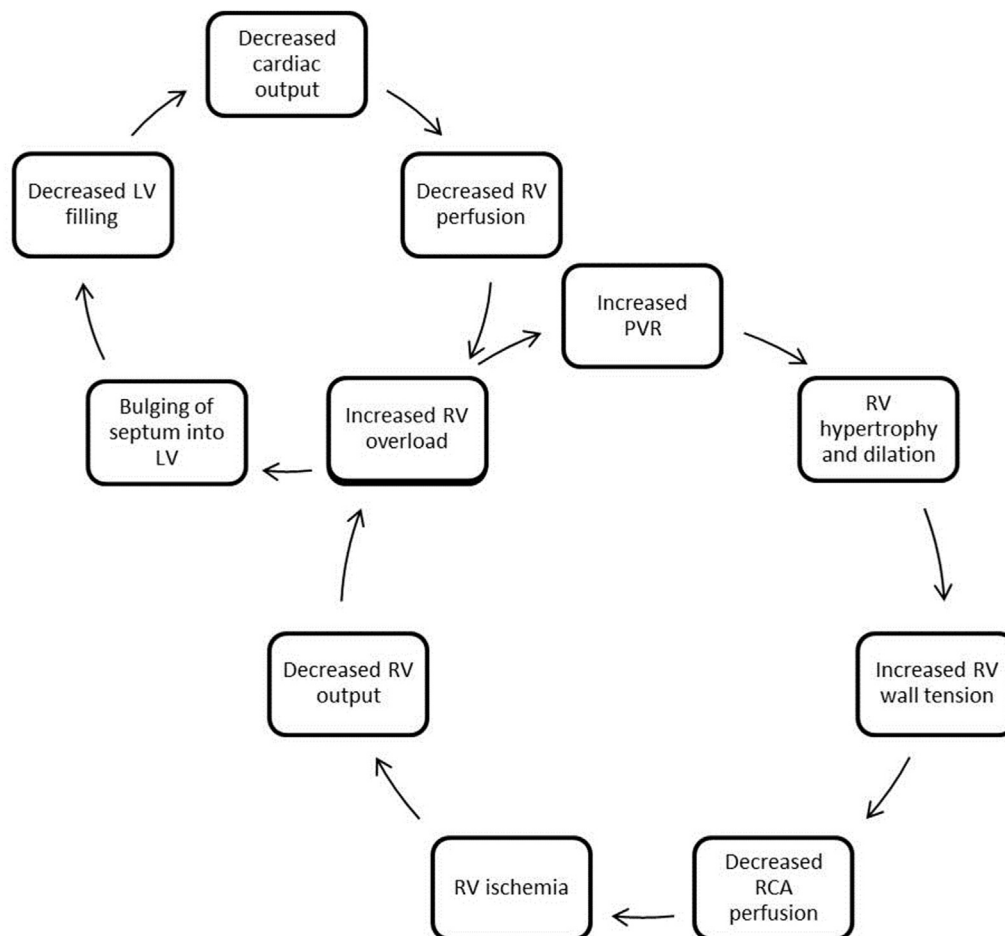 Decreased
cardiac
output
Decreased LV
filling
Decreased RV
perfusion
Increased
PVR
Bulging of
septum into
LV
Increased RV
overload
RV
hypertrophy
and dilation
Decreased RV
output
Increased RV
wall tension
RV ischemia
Decreased
RCA
perfusion